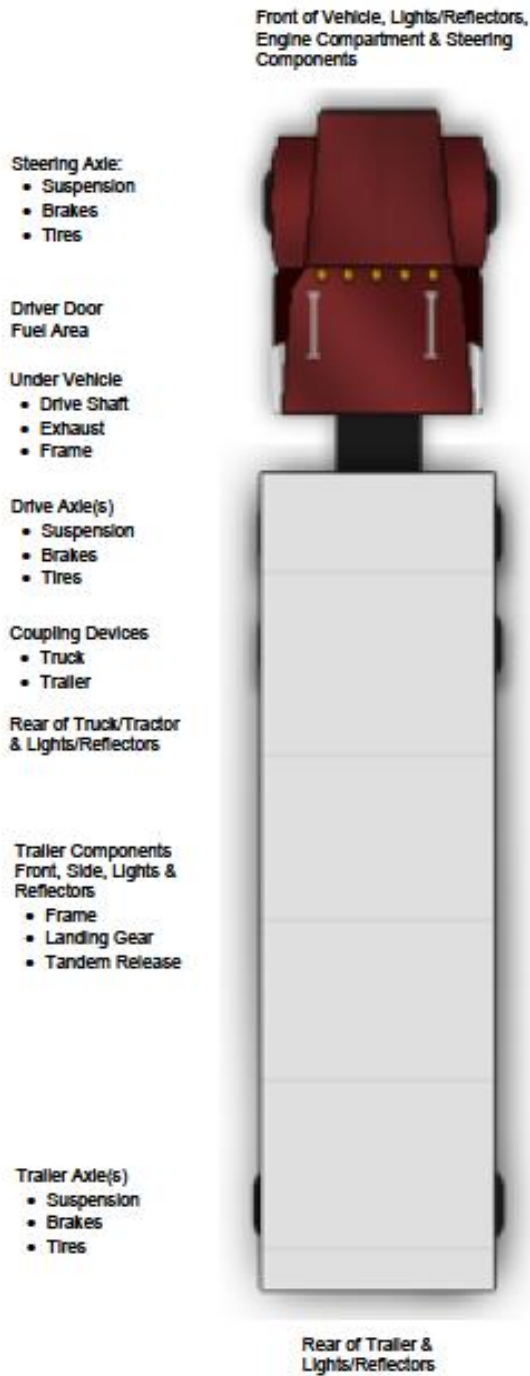 Front of Vehicle, Lights/Reflectors,
Engine Compartment & Steering
Components
Steering Axle:
• Suspension
• Brakes
• Tires
Driver Door
Fuel Area
Under Vehicle
• Drive Shaft
• Exhaust
• Frame
Drive Axle(s)
• Suspension
• Brakes
• Tires
Coupling Devices
• Truck
• Trailer
Rear of Truck/Tractor
& Lights/Reflectors
Trailer Components
Front, Side, Lights &
Reflectors
• Frame
• Landing Gear
• Tandem Release
Trailer Axle(s)
• Suspension
• Brakes
• Tires
Rear of Trailer &
Lights/Reflectors